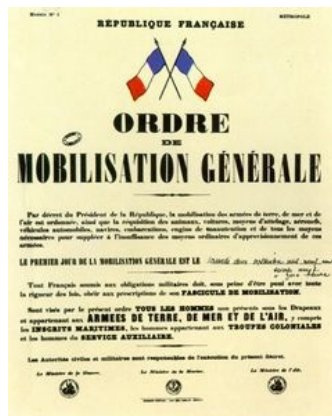 MODÈLE N° 1
MÉTROPOLE
RÉPUBLIQUE FRANÇAISE
ORDRE
DE
MOBILISATION GÉNÉRALE
Par décret du Président de la République, la mobilisation des armées de terre, de mer et de
l'air est ordonnée, ainsi que la réquisition des animaux, voitures, moyens d'attelage, aéronefs,
véhicules automobiles, navires, embarcations, engins de manutention et de tous les moyens
nécessaires pour suppléer à l'insuffisance des moyens ordinaires d'approvisionnement de ces
armées.
LE PREMIER JOUR DE LA MOBILISATION GÉNÉRALE EST LE
Tout Français soumis aux obligations militaires doit, sous peine d'être puni avec toute
la rigueur des lois, obéir aux prescriptions de son FASCICULE DE MOBILISATION.
Sont visés par le présent ordre TOUS LES HOMMES non présents sous les Drapeaux
et appartenant aux ARMÉES DE TERRE, DE MER ET DE L'AIR, y compris
les INSCRITS MARITIMES, les hommes appartenant aux TROUPES COLONIALES
et les hommes du SERVICE AUXILIAIRE.
Les Autorités civiles et militaires sont responsables de l'exécution du présent décret.
Le Ministre de la Guerre, Le Ministre de la Marine, Le Ministre de l'Air,